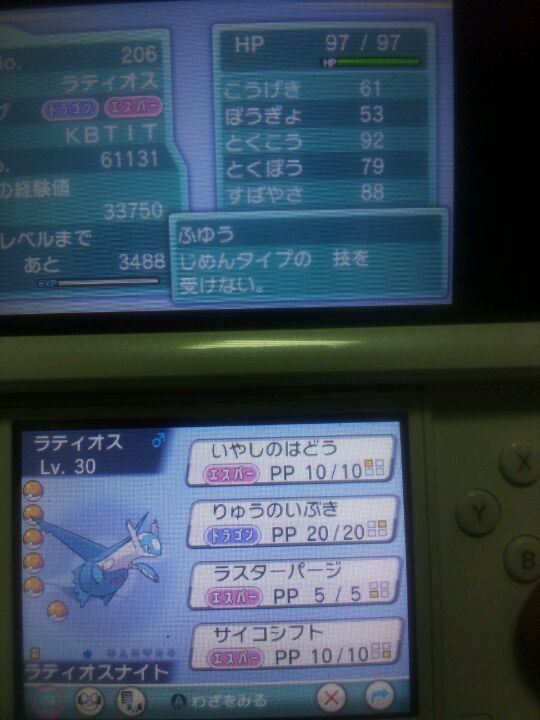 No. 206
ラティオス
プ ドラゴン エスパー
KBTIT
o. 61131
の経験値
33750
レベルまで
あと 3488
EXP
HP 97 / 97
HP
こうげき 61
ぼうぎょ 53
とくこう 92
とくぼう 79
すばやさ 88
ふゆう
じめんタイプの 技を
受けない。
ラティオス ♂
Lv. 30
いやしのはどう
エスパー PP 10/10
りゅうのいぶき
ドラゴン PP 20/20
ラスターパージ
エスパー PP 5/ 5
サイコシフト
エスパー PP 10/10
ラティオスナイト
A わざをみる
X
Y
B